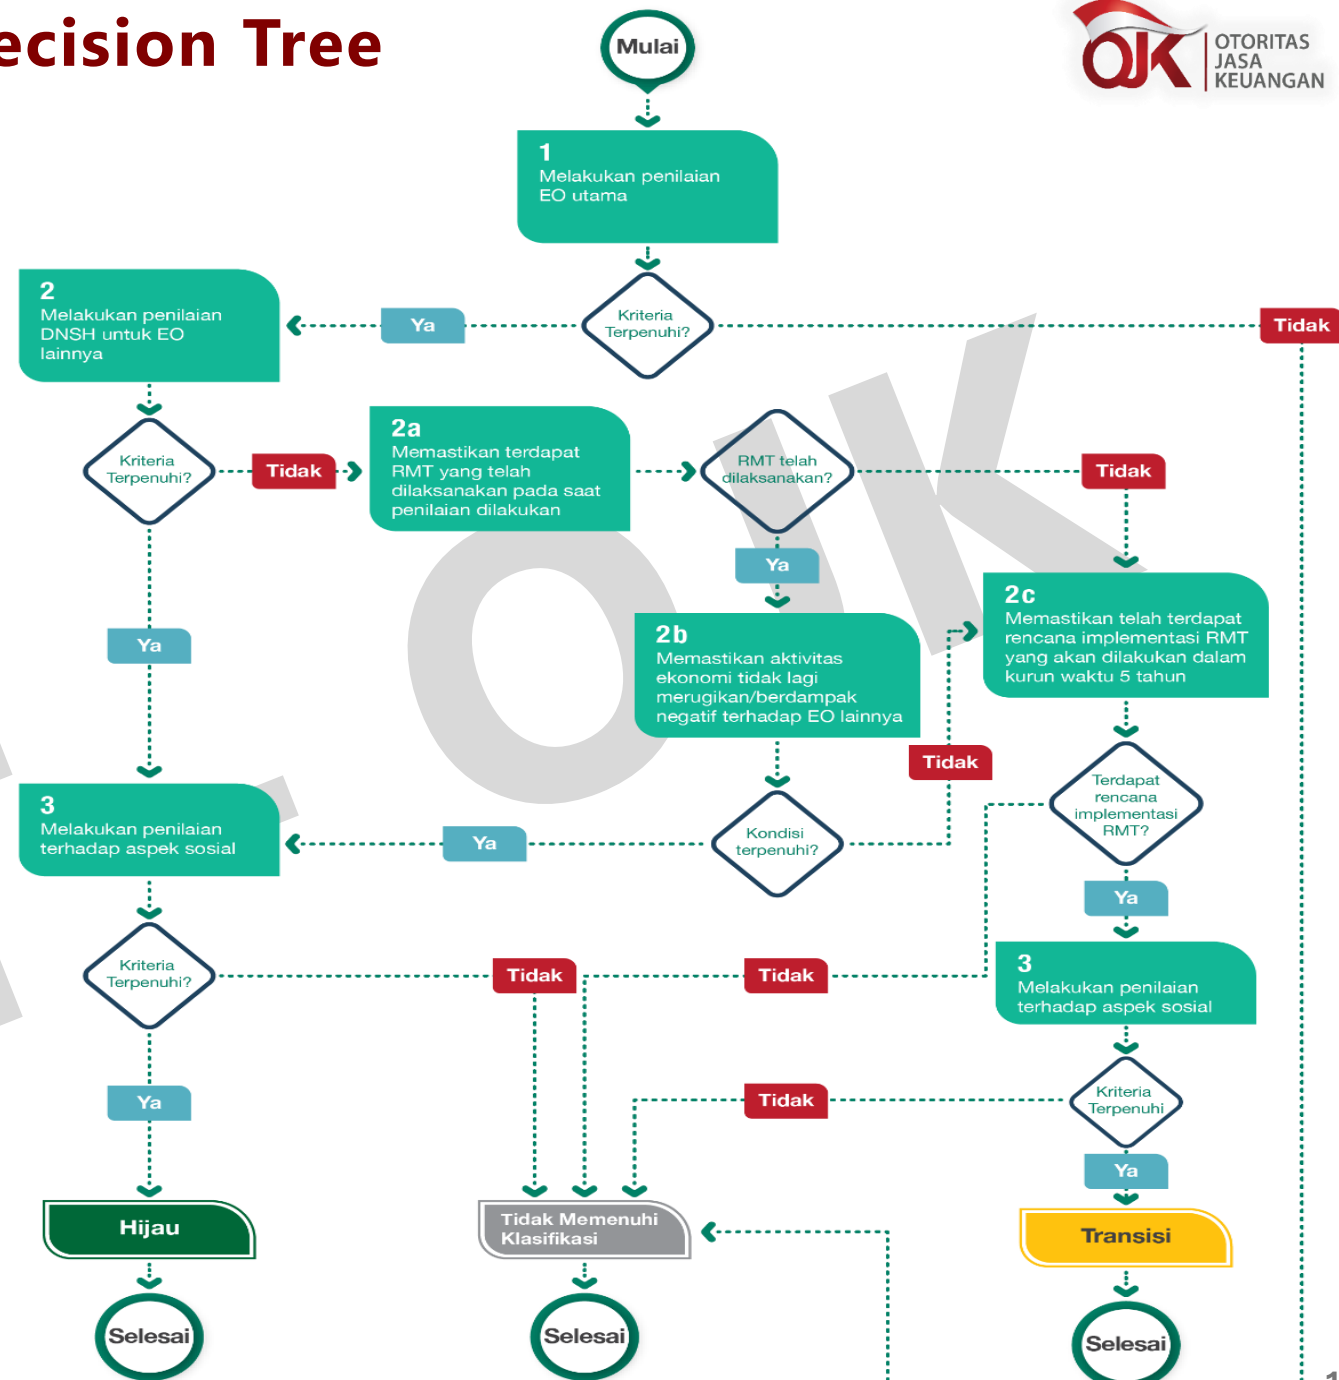 ecision Tree
Mulai
OTORITAS
JASA
KEUANGAN
OJK
1
Melakukan penilaian
EO utama
2
Melakukan penilaian
DNSH untuk EO
lainnya
Ya
Kriteria
Terpenuhi?
Tidak
Kriteria
Terpenuhi?
Tidak
2a
Memastikan terdapat
RMT yang telah
dilaksanakan pada saat
penilaian dilakukan
RMT telah
dilaksanakan?
Tidak
Ya
2b
Memastikan aktivitas
ekonomi tidak lagi
merugikan/berdampak
negatif terhadap EO lainnya
2c
Memastikan telah terdapat
rencana implementasi RMT
yang akan dilakukan dalam
kurun waktu 5 tahun
Ya
Tidak
Terdapat
rencana
implementasi
RMT?
3
Melakukan penilaian
terhadap aspek sosial
Ya
Kondisi
terpenuhi?
Ya
Kriteria
Terpenuhi?
Tidak
Tidak
3
Melakukan penilaian
terhadap aspek sosial
Ya
Tidak
Kriteria
Terpenuhi
Ya
Hijau
Tidak Memenuhi
Klasifikasi
Transisi
Selesai
Selesai
Selesai
OJK